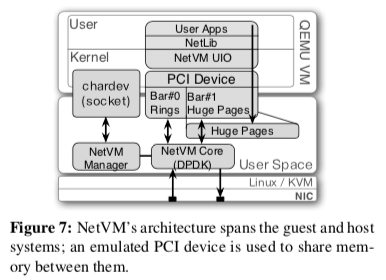 User
User Apps
NetLib
Kernel
NetVM UIO
QEMU VM
chardev
(socket)
PCI Device
Bar#0
Rings
Bar#1
Huge Pages
Huge Pages
NetVM
Manager
NetVM Core
(DPDK)
User Space
Linux / KVM
NIC
Figure 7: NetVM's architecture spans the guest and host
systems; an emulated PCI device is used to share mem-
ory between them.